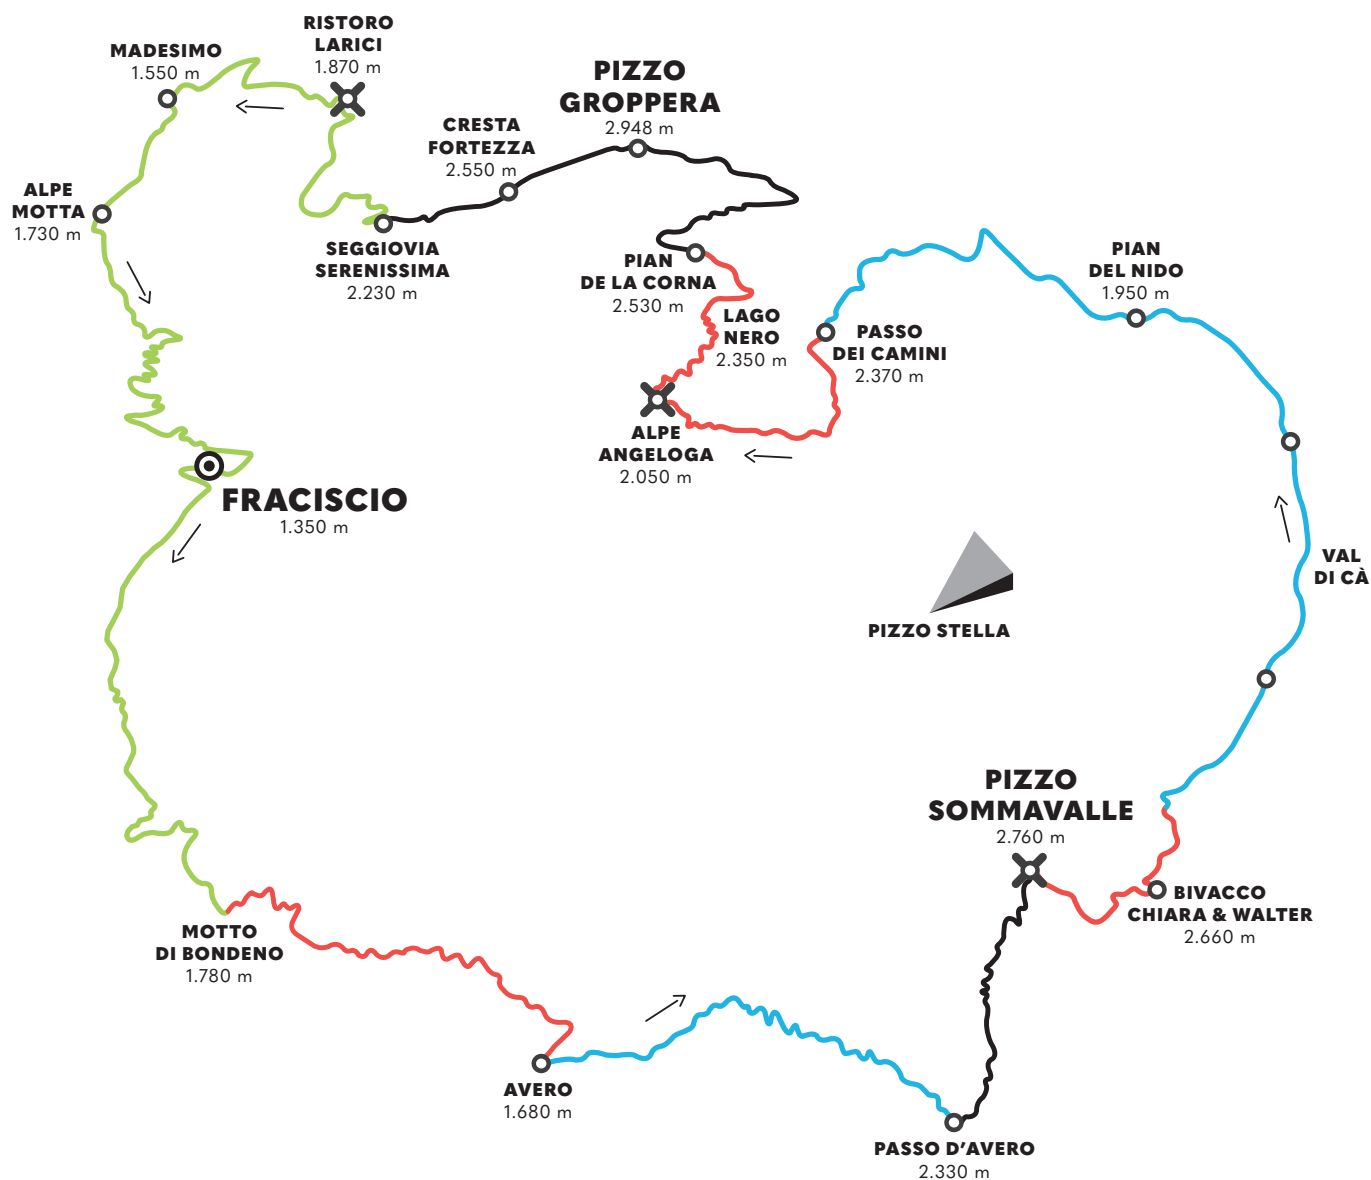 RISTORO
LARICI
1.870 m
MADESIMO
1.550 m
PIZZO
GROPPERA
2.948 m
CRESTA
FORTEZZA
2.550 m
ALPE
MOTTA
1.730 m
SEGGIOVIA
SERENISSIMA
2.230 m
PIAN
DE LA CORNA
2.530 m
PIAN
DEL NIDO
1.950 m
LAGO
NERO
2.350 m
PASSO
DEI CAMINI
2.370 m
ALPE
ANGELOGA
2.050 m
FRACISCIO
1.350 m
VAL
DI CÀ
PIZZO STELLA
PIZZO
SOMMAVALLE
2.760 m
BIVACCO
CHIARA & WALTER
2.660 m
MOTTO
DI BONDENO
1.780 m
AVERO
1.680 m
PASSO D'AVERO
2.330 m